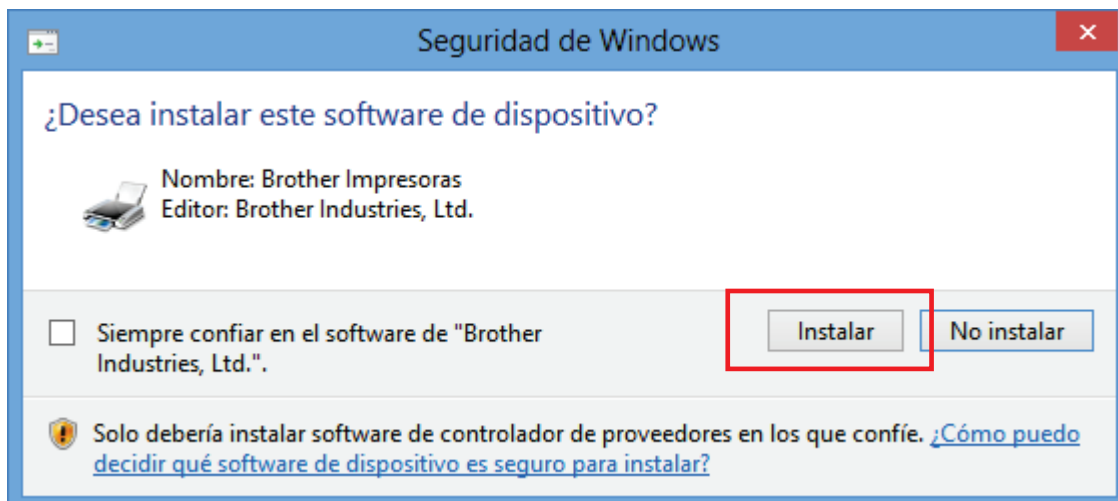 Seguridad de Windows
¿Desea instalar este software de dispositivo?
Nombre: Brother Impresoras
Editor: Brother Industries, Ltd.
Siempre confiar en el software de "Brother
Industries, Ltd.".
Instalar
No instalar
Solo debería instalar software de controlador de proveedores en los que confíe. ¿Cómo puedo
decidir qué software de dispositivo es seguro para instalar?